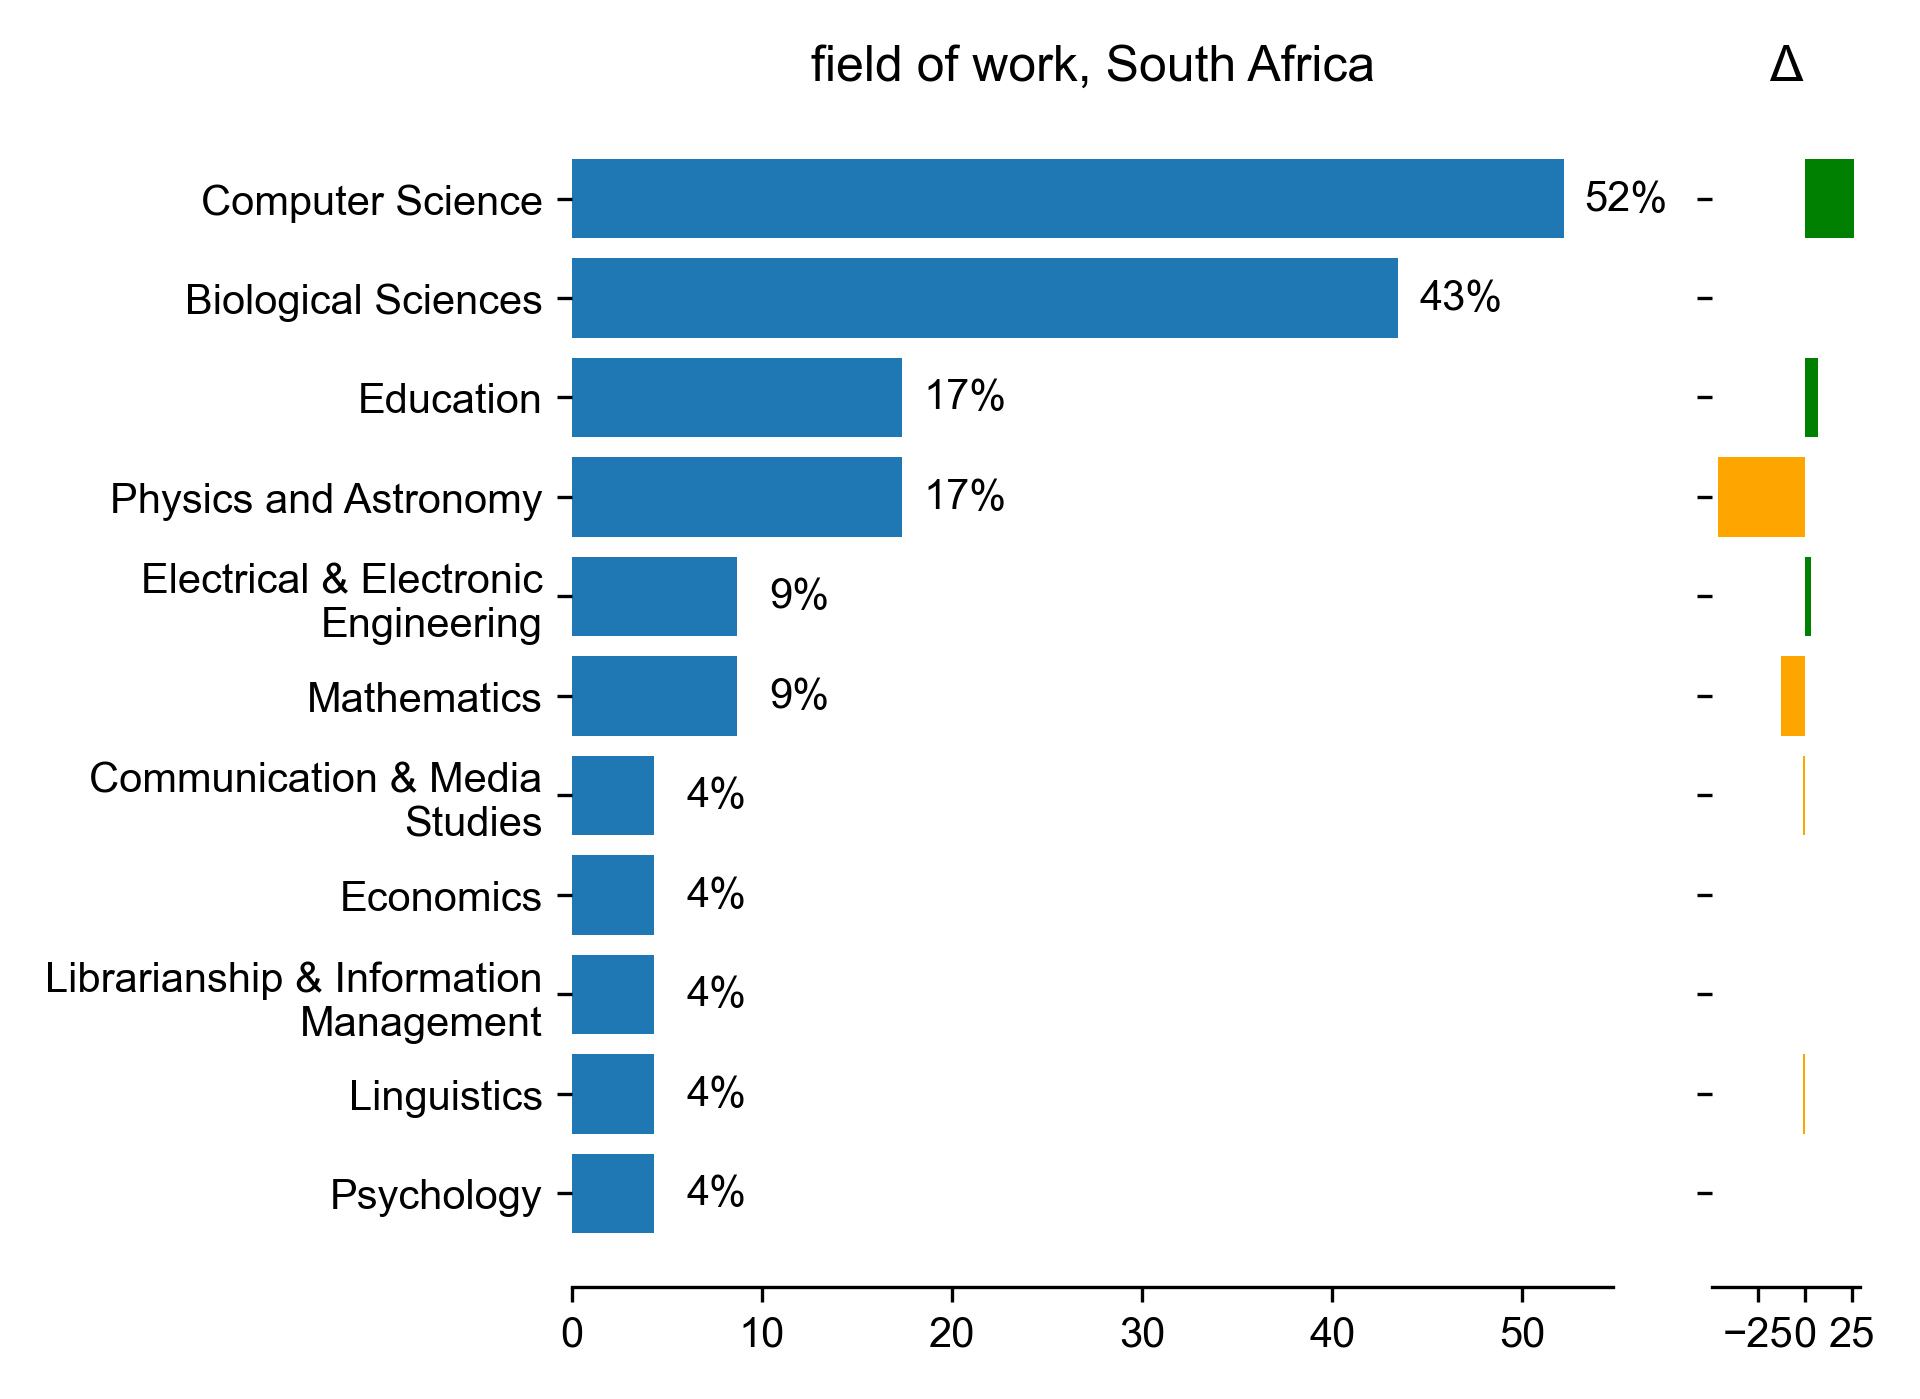 field of work, South Africa
Δ
Computer Science
52%
Biological Sciences
43%
Education
17%
Physics and Astronomy
17%
Electrical & Electronic
Engineering
9%
Mathematics
9%
Communication & Media
Studies
4%
Economics
4%
Librarianship & Information
Management
4%
Linguistics
4%
Psychology
4%
0 10 20 30 40 50
−25 0 25